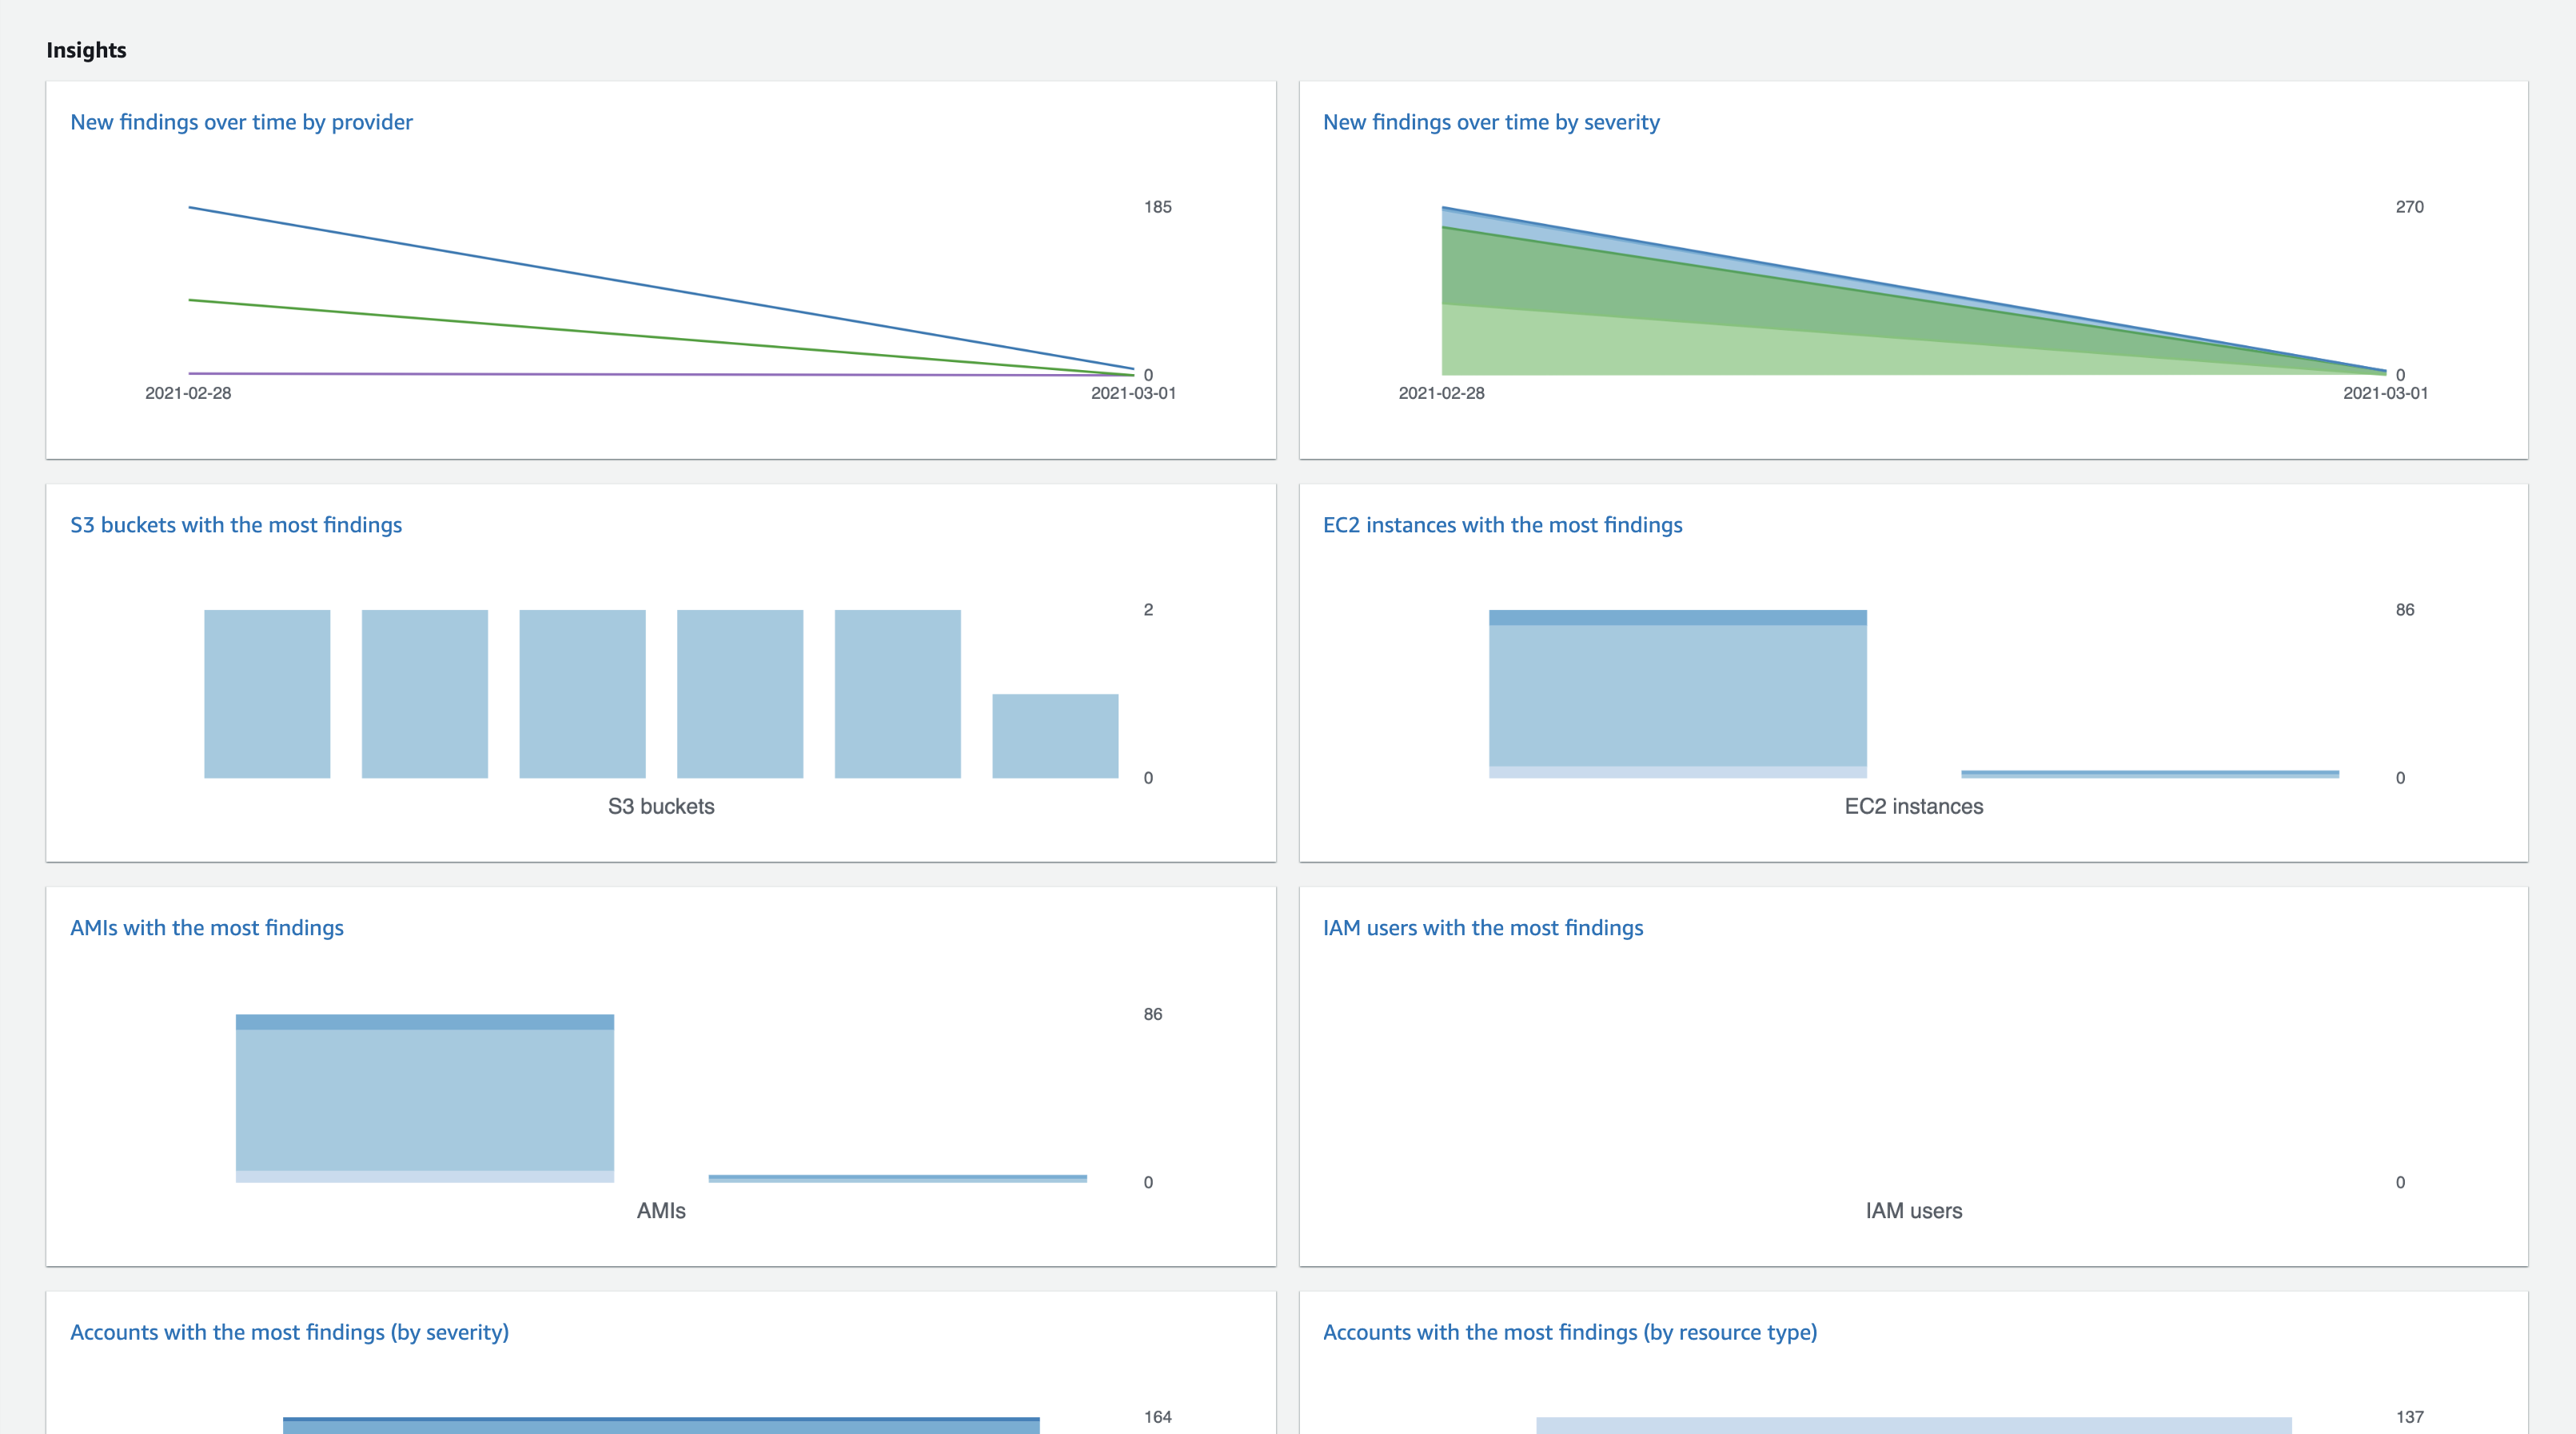 Insights
New findings over time by provider
185
0
2021-02-28
2021-03-01
New findings over time by severity
270
0
2021-02-28
2021-03-01
S3 buckets with the most findings
2
0
S3 buckets
EC2 instances with the most findings
86
0
EC2 instances
AMIs with the most findings
86
0
AMIs
IAM users with the most findings
0
IAM users
Accounts with the most findings (by severity)
164
Accounts with the most findings (by resource type)
137